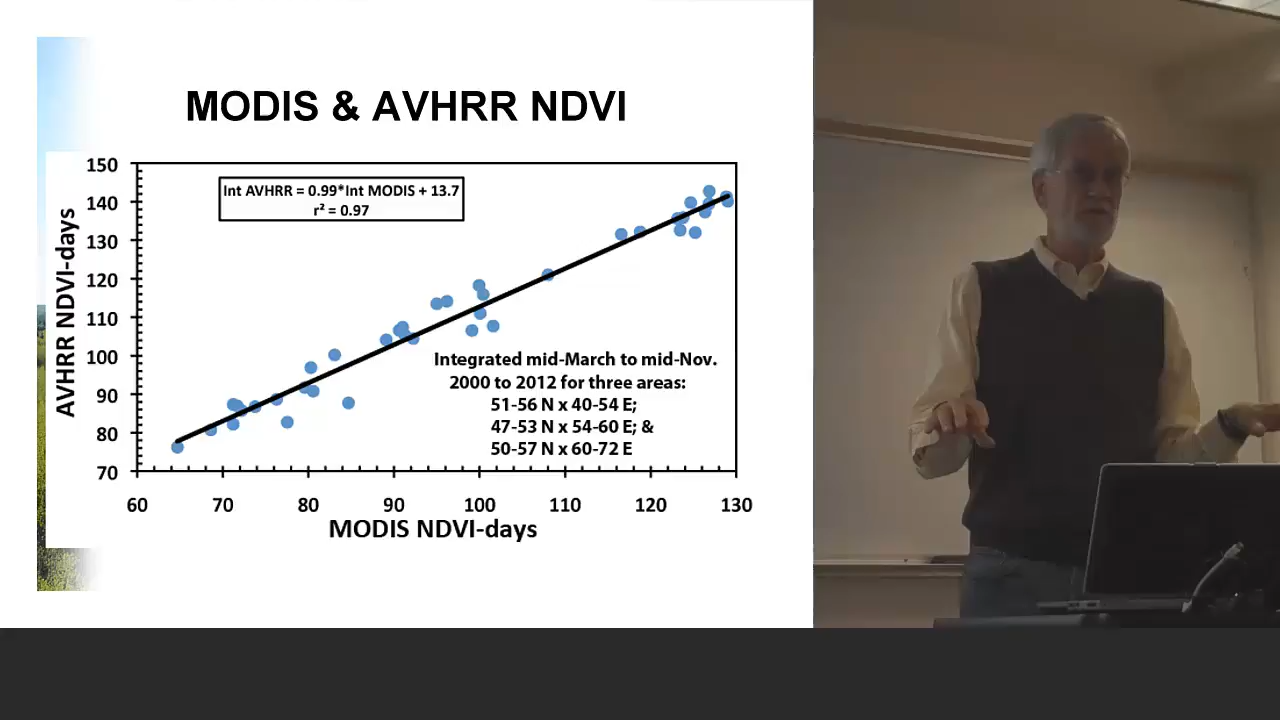 MODIS & AVHRR NDVI
150
140
130
120
110
100
90
80
70
AVHRR NDVI-days
Int AVHRR = 0.99*Int MODIS + 13.7
r² = 0.97
Integrated mid-March to mid-Nov.
2000 to 2012 for three areas:
51-56 N x 40-54 E;
47-53 N x 54-60 E; &
50-57 N x 60-72 E
60 70 80 90 100 110 120 130
MODIS NDVI-days